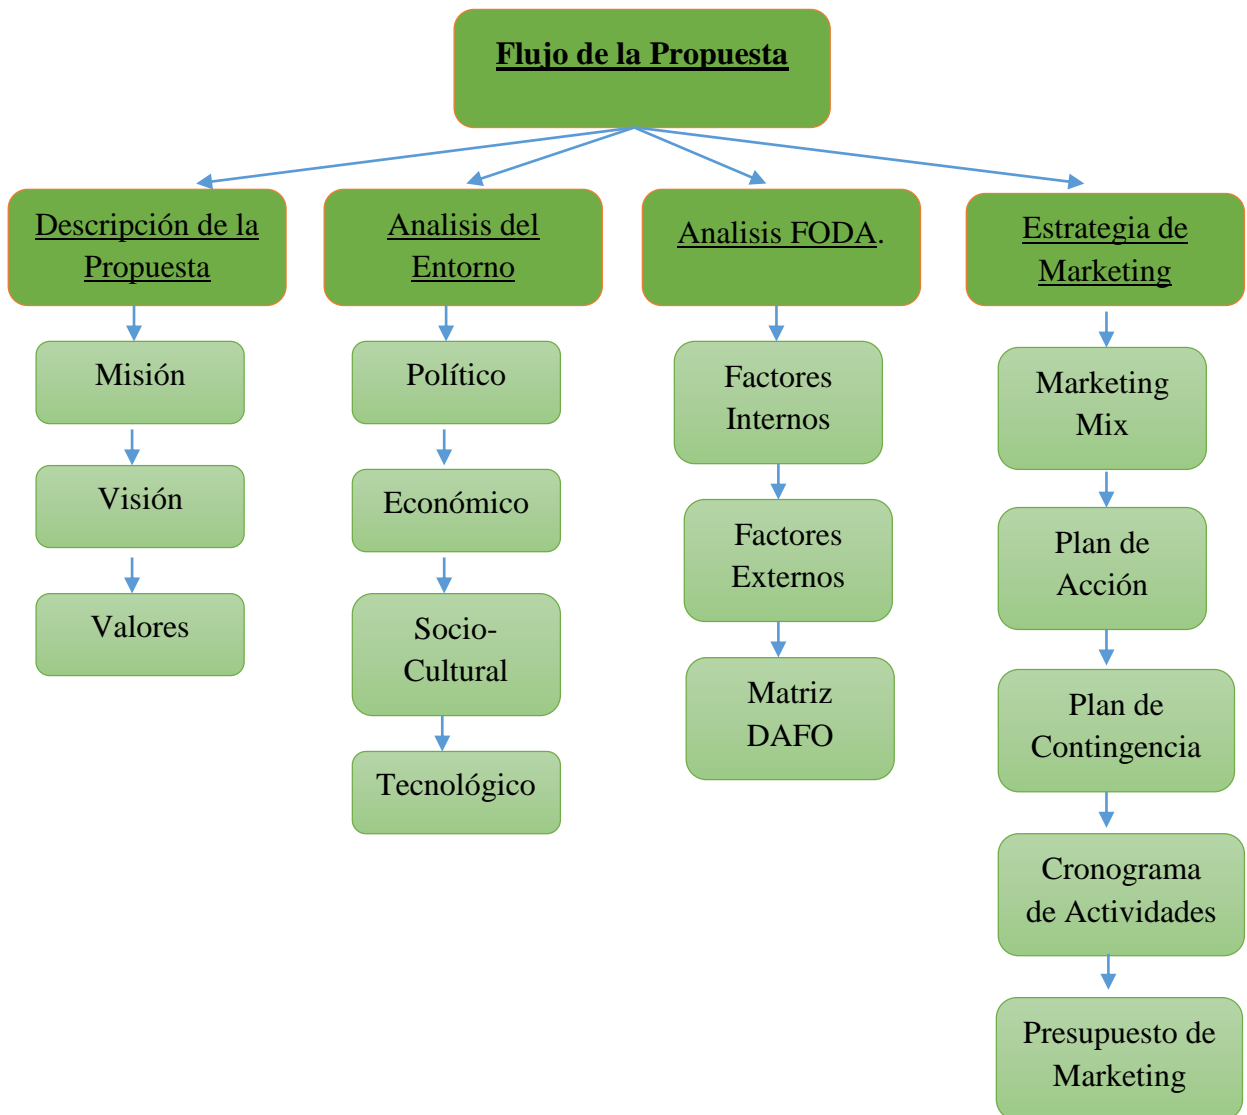 Flujo de la Propuesta
Descripción de la
Propuesta
Misión
Visión
Valores
Analisis del
Entorno
Político
Económico
Socio-
Cultural
Tecnológico
Analisis FODA.
Factores
Internos
Factores
Externos
Matriz
DAFO
Estrategia de
Marketing
Marketing
Mix
Plan de
Acción
Plan de
Contingencia
Cronograma
de Actividades
Presupuesto de
Marketing